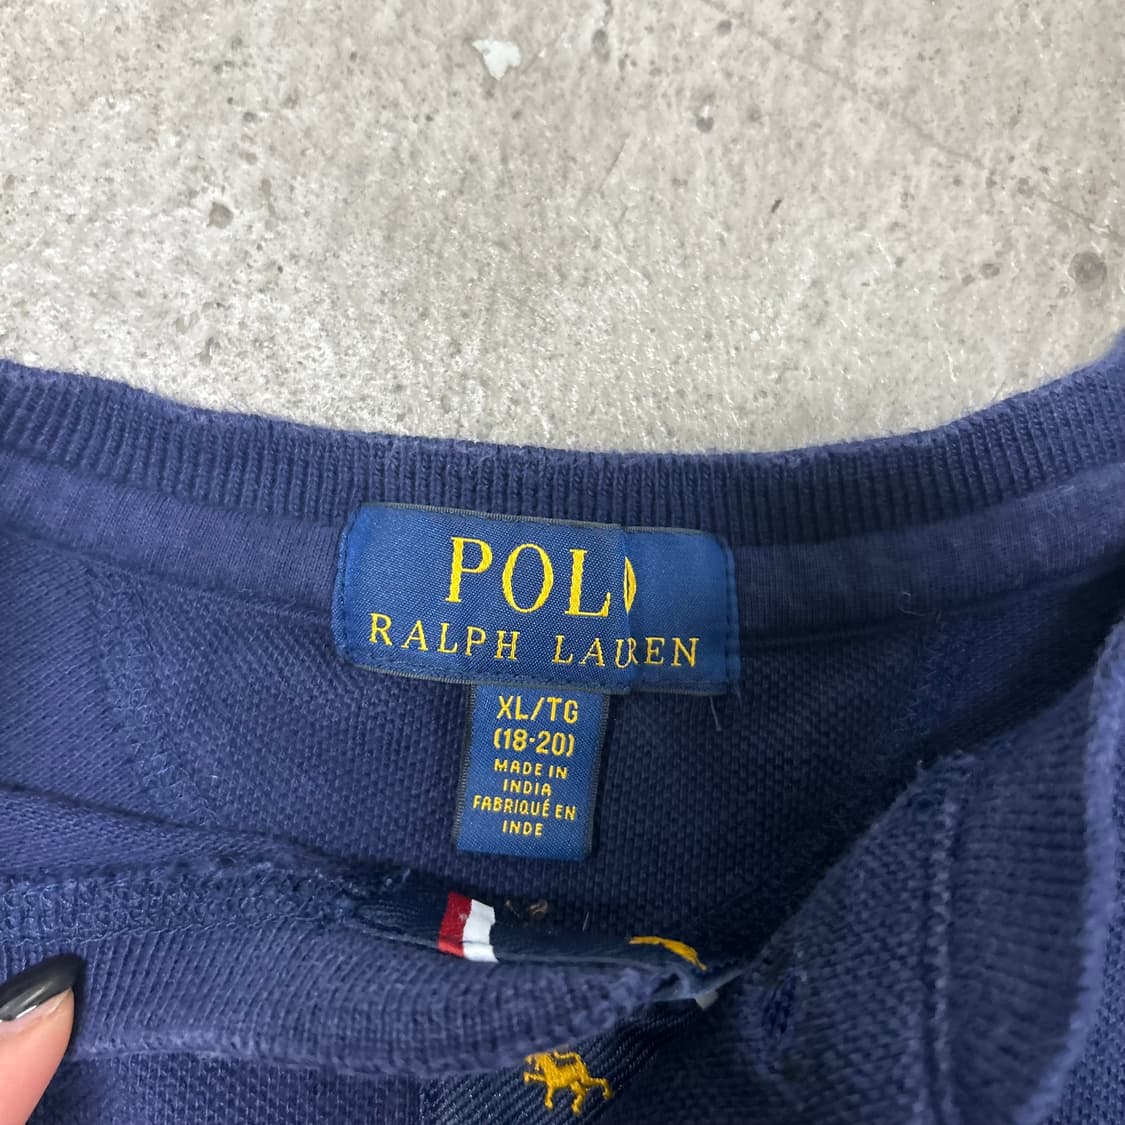 POLO
RALPH LAUREN
XL/TG
(18-20)
MADE IN
INDIA
FABRIQUÉ EN
INDE